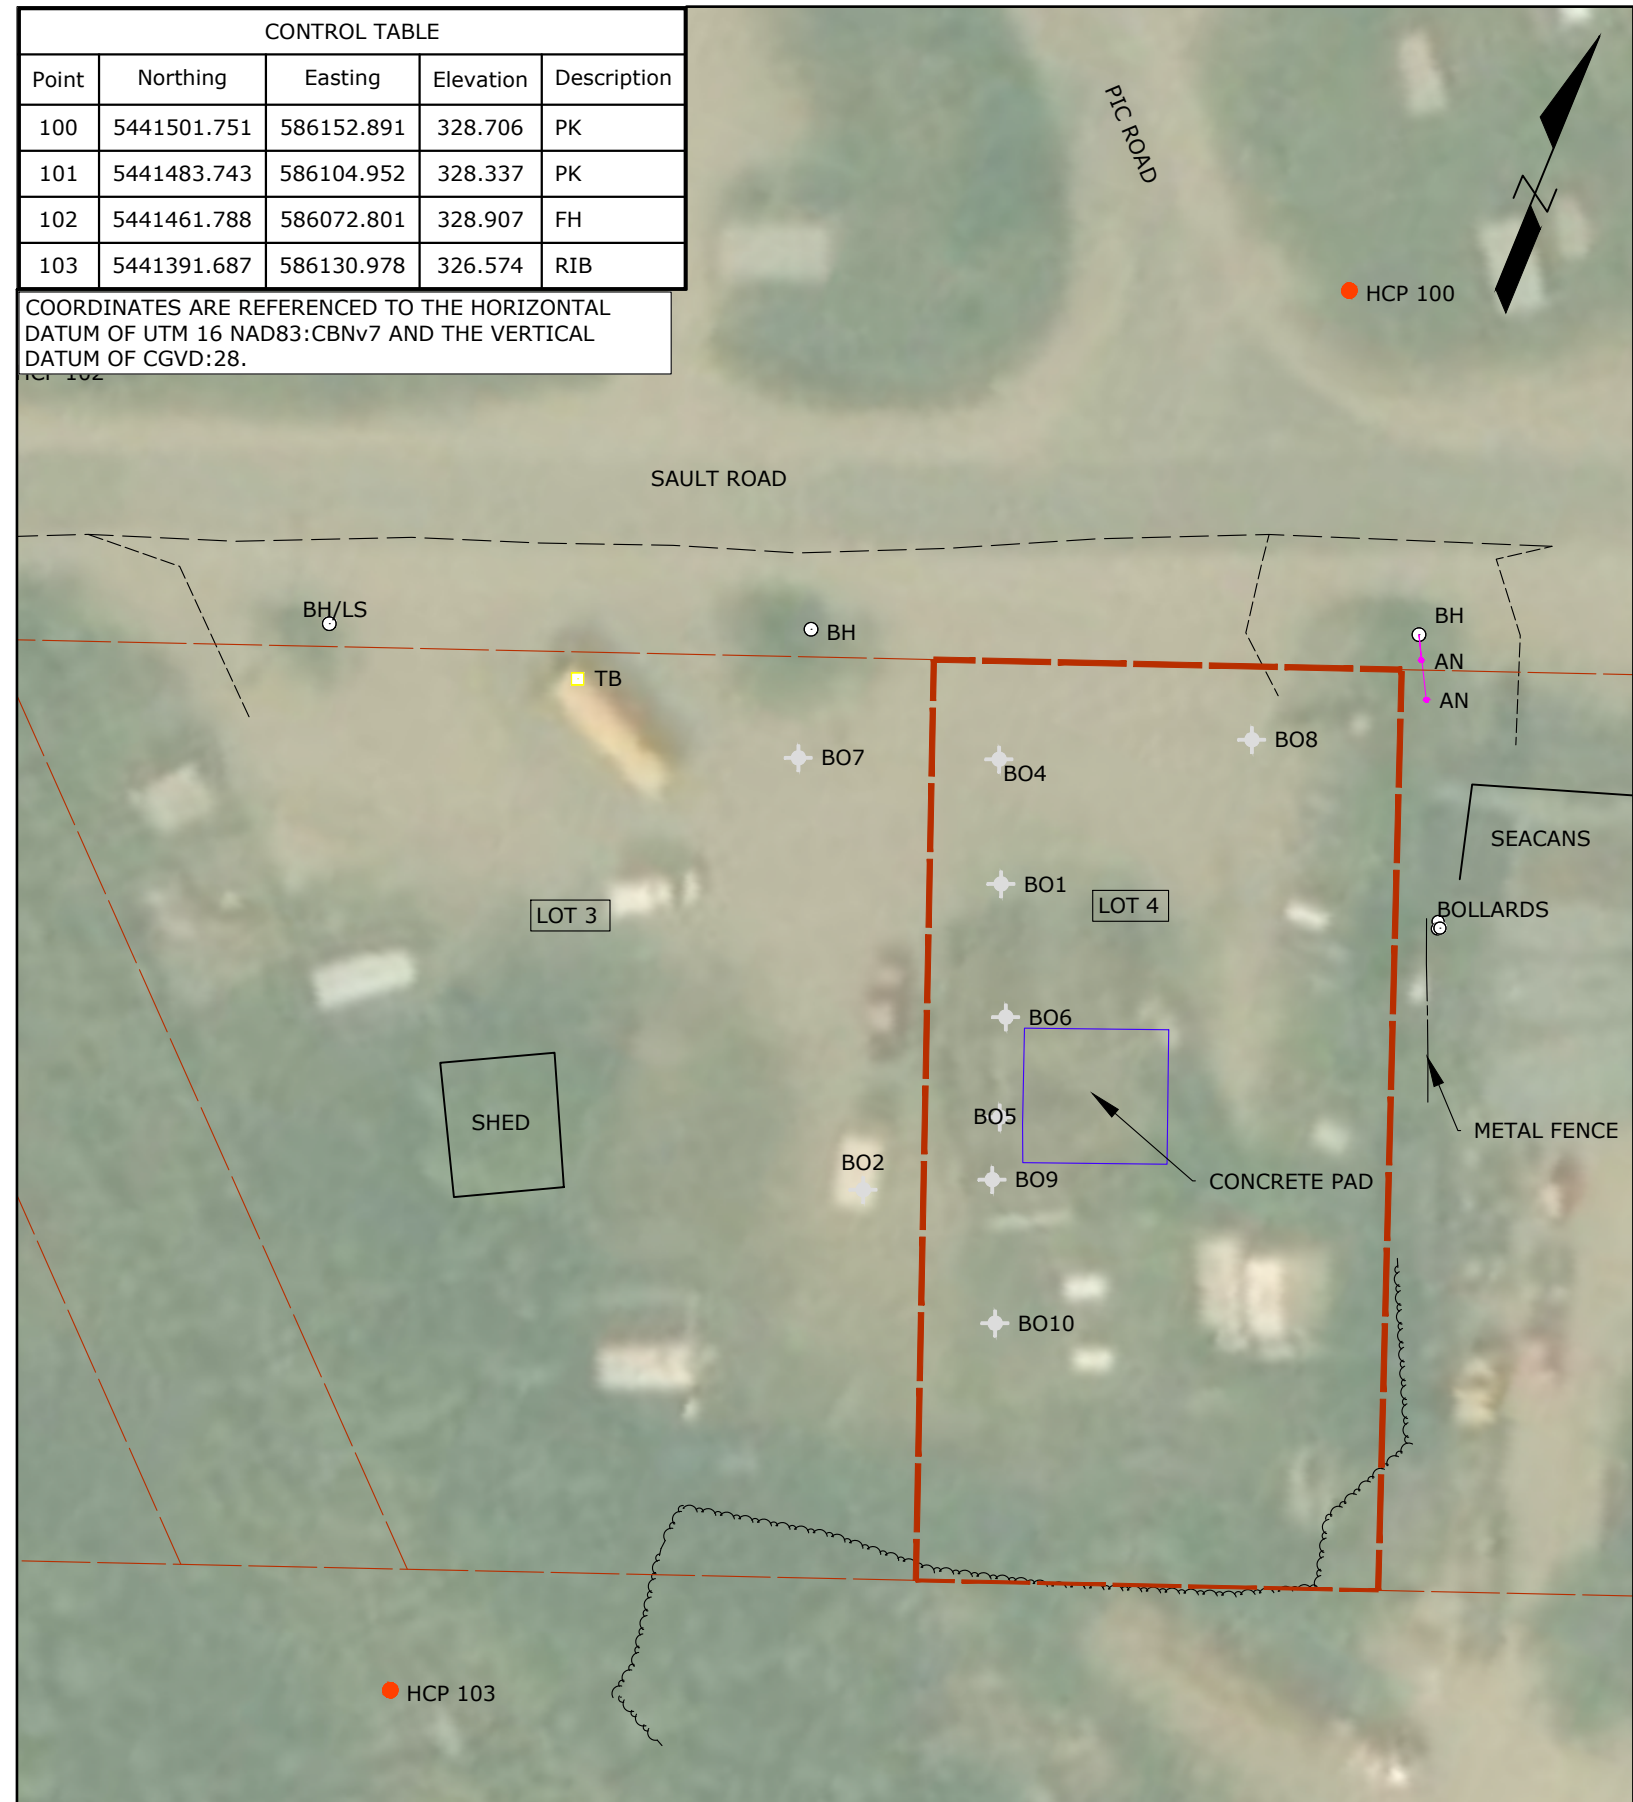 CONTROL TABLE
Point Northing Easting Elevation Description
100 5441501.751 586152.891 328.706 PK
101 5441483.743 586104.952 328.337 PK
102 5441461.788 586072.801 328.907 FH
103 5441391.687 586130.978 326.574 RIB
COORDINATES ARE REFERENCED TO THE HORIZONTAL
DATUM OF UTM 16 NAD83:CBNv7 AND THE VERTICAL
DATUM OF CGVD:28.
HCP 102
PIC ROAD
N
HCP 100
SAULT ROAD
BH/LS
BH
BH
AN
AN
TB
BO7
BO4
BO8
SEACANS
BO1
LOT 3
LOT 4
BOLLARDS
BO6
BO5
SHED
METAL FENCE
BO2
BO9
CONCRETE PAD
BO10
HCP 103